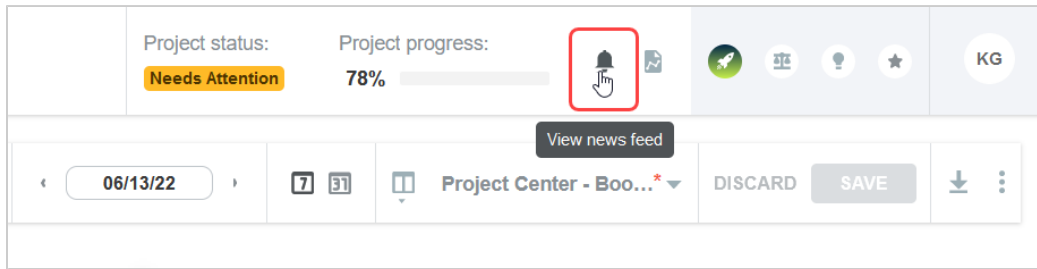 Project status:
Project progress:
Needs Attention
78%
KG
View news feed
06/13/22
7
31
Project Center - Boo...*
DISCARD
SAVE